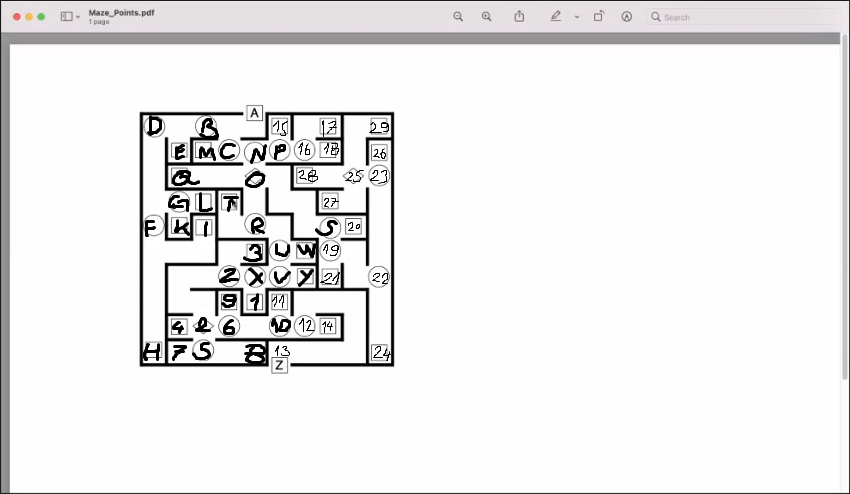 Maze_Points.pdf
1 page
Search
A
D B 15 17 29
E M C N P 16 18 26
Q O 28 25 23
G L T 27
F K I R S 20
3 U W 19
Z X V Y 21 22
9 1 11
4 2 6 10 12 14
H 7 5 8 13 24
Z